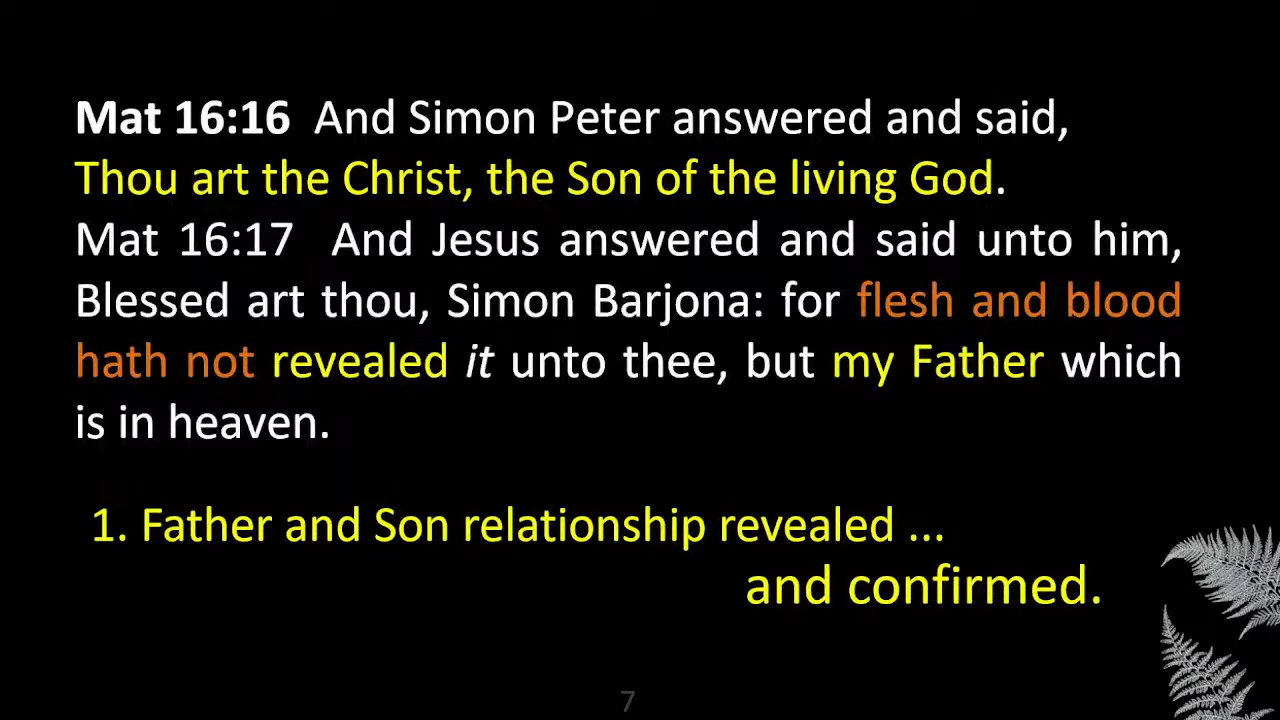 Mat 16:16 And Simon Peter answered and said,
Thou art the Christ, the Son of the living God.
Mat 16:17 And Jesus answered and said unto him,
Blessed art thou, Simon Barjona: for flesh and blood
hath not revealed it unto thee, but my Father which
is in heaven.
1. Father and Son relationship revealed ...
and confirmed.
7